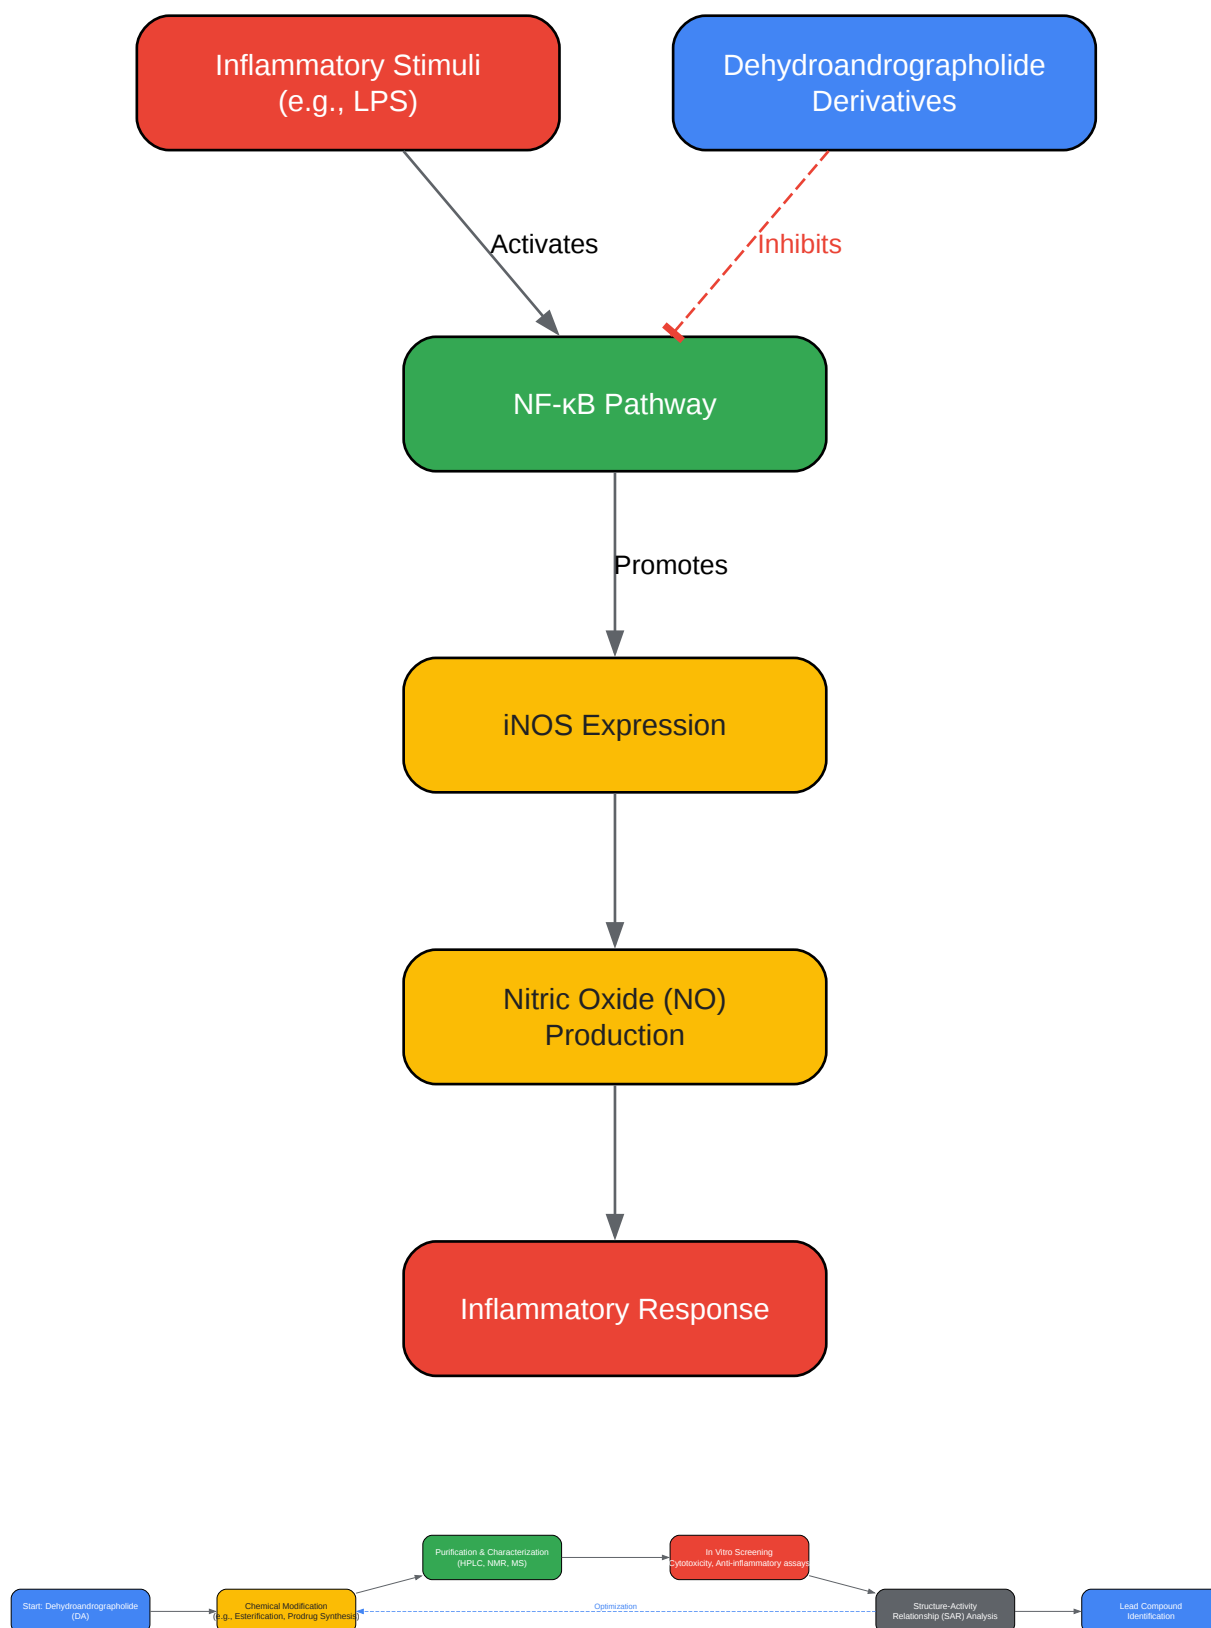 Inflammatory Stimuli
(e.g., LPS)
Dehydroandrographolide
Derivatives
Activates
Inhibits
NF-κB Pathway
Promotes
iNOS Expression
Nitric Oxide (NO)
Production
Inflammatory Response
Purification & Characterization
(HPLC, NMR, MS)
In Vitro Screening
(Cytotoxicity, Anti-inflammatory assays)
Start: Dehydroandrographolide
(DA)
Chemical Modification
(e.g., Esterification, Prodrug Synthesis)
Optimization
Structure-Activity
Relationship (SAR) Analysis
Lead Compound
Identification